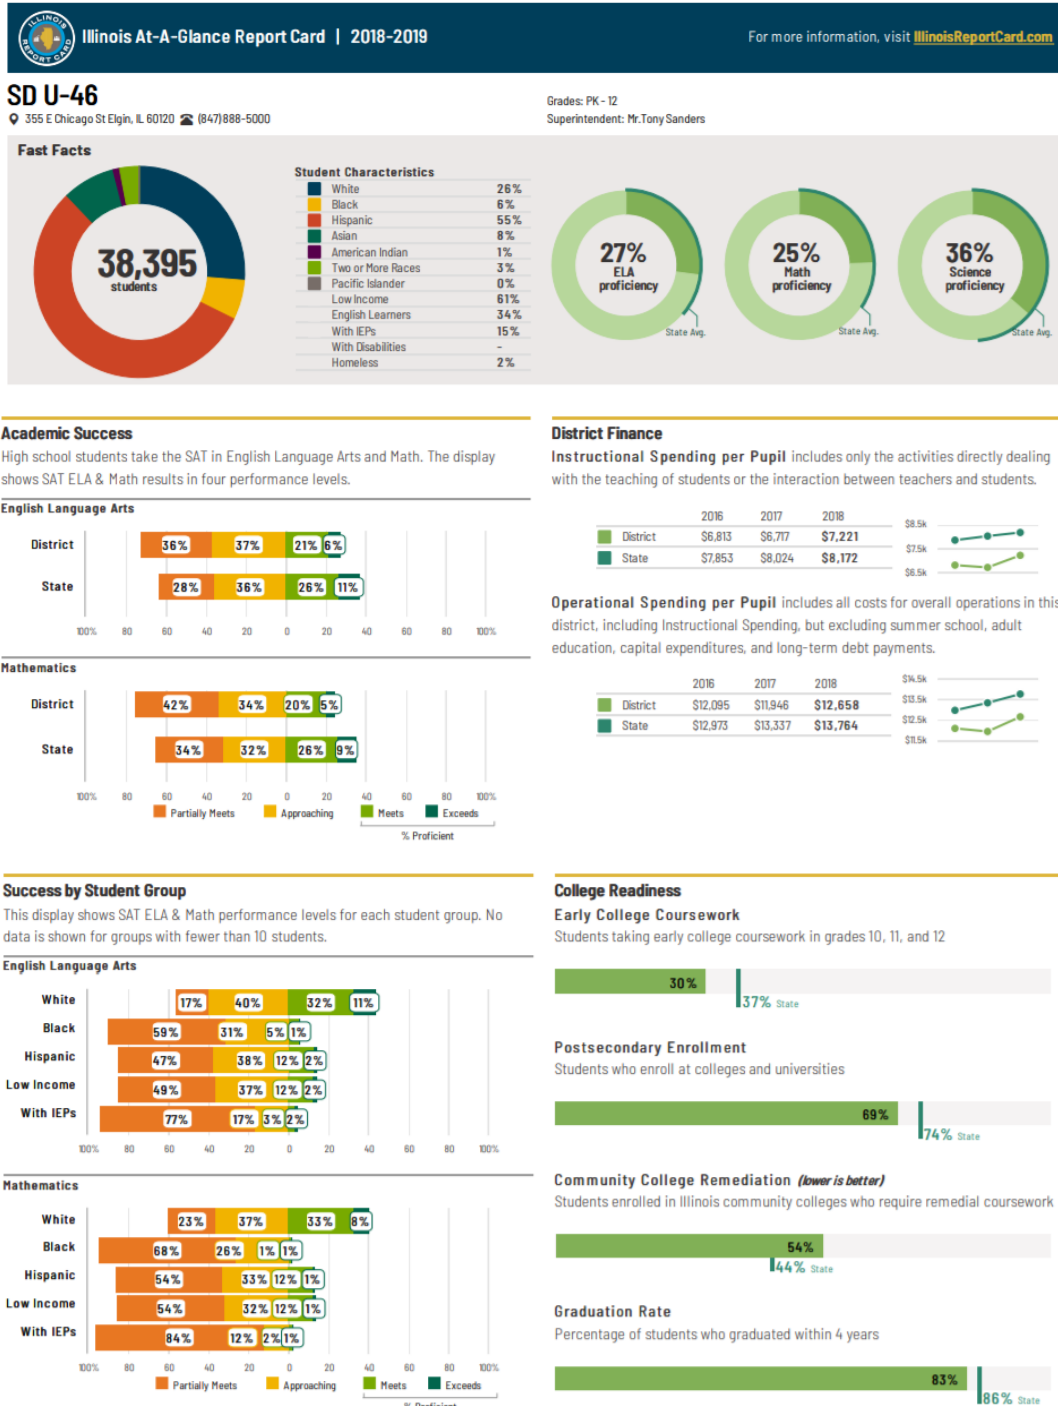 ILLINOIS
REPORT CARD
Illinois At-A-Glance Report Card | 2018-2019
For more information, visit IllinoisReportCard.com
SD U-46
355 E Chicago St Elgin, IL 60120 (847)888-5000
Grades: PK - 12
Superintendent: Mr.Tony Sanders
Fast Facts
38,395
students
Student Characteristics
White 26%
Black 6%
Hispanic 55%
Asian 8%
American Indian 1%
Two or More Races 3%
Pacific Islander 0%
Low Income 61%
English Learners 34%
With IEPs 15%
With Disabilities -
Homeless 2%
27%
ELA
proficiency
State Avg.
25%
Math
proficiency
State Avg.
36%
Science
proficiency
State Avg.
Academic Success
High school students take the SAT in English Language Arts and Math. The display
shows SAT ELA & Math results in four performance levels.
English Language Arts
District 36% 37% 21% 6%
State 28% 36% 26% 11%
100% 80 60 40 20 0 20 40 60 80 100%
Mathematics
District 42% 34% 20% 5%
State 34% 32% 26% 9%
100% 80 60 40 20 0 20 40 60 80 100%
Partially Meets Approaching Meets Exceeds
% Proficient
District Finance
Instructional Spending per Pupil includes only the activities directly dealing
with the teaching of students or the interaction between teachers and students.
2016 2017 2018
District $6,813 $6,717 $7,221
State $7,853 $8,024 $8,172
$8.5k
$7.5k
$6.5k
Operational Spending per Pupil includes all costs for overall operations in this
district, including Instructional Spending, but excluding summer school, adult
education, capital expenditures, and long-term debt payments.
2016 2017 2018
District $12,095 $11,946 $12,658
State $12,973 $13,337 $13,764
$14.5k
$13.5k
$12.5k
$11.5k
Success by Student Group
This display shows SAT ELA & Math performance levels for each student group. No
data is shown for groups with fewer than 10 students.
English Language Arts
White 17% 40% 32% 11%
Black 59% 31% 5% 1%
Hispanic 47% 38% 12% 2%
Low Income 49% 37% 12% 2%
With IEPs 77% 17% 3% 2%
100% 80 60 40 20 0 20 40 60 80 100%
Mathematics
White 23% 37% 33% 8%
Black 68% 26% 1% 1%
Hispanic 54% 33% 12% 1%
Low Income 54% 32% 12% 1%
With IEPs 84% 12% 2% 1%
100% 80 60 40 20 0 20 40 60 80 100%
Partially Meets Approaching Meets Exceeds
% Proficient
College Readiness
Early College Coursework
Students taking early college coursework in grades 10, 11, and 12
30%
37% State
Postsecondary Enrollment
Students who enroll at colleges and universities
69%
74% State
Community College Remediation (lower is better)
Students enrolled in Illinois community colleges who require remedial coursework
54%
44% State
Graduation Rate
Percentage of students who graduated within 4 years
83%
86% State